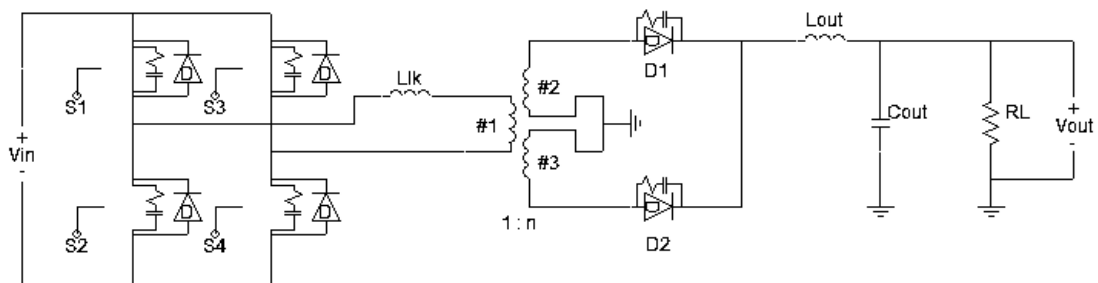 S1
S3
S2
S4
+
Vin
-
D
D
D
D
Llk
#1
#2
#3
1 : n
D1
D2
Lout
Cout
RL
+
Vout
-